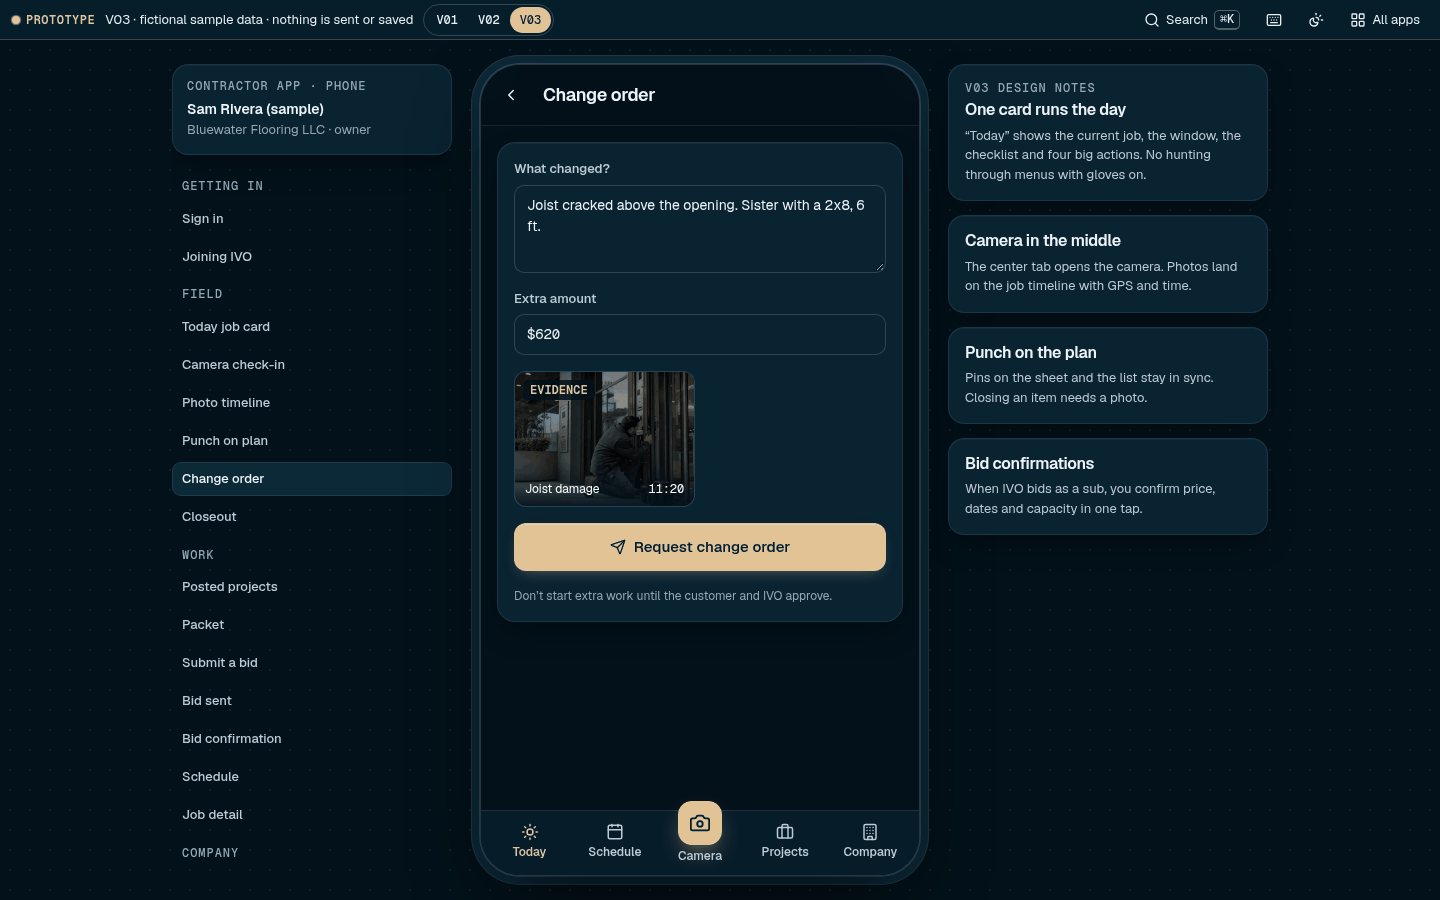 PROTOTYPE V03 · fictional sample data · nothing is sent or saved V01 V02 V03 Search ⌘K All apps
CONTRACTOR APP · PHONE
Sam Rivera (sample)
Bluewater Flooring LLC · owner
GETTING IN
Sign in
Joining IVO
FIELD
Today job card
Camera check-in
Photo timeline
Punch on plan
Change order
Closeout
WORK
Posted projects
Packet
Submit a bid
Bid sent
Bid confirmation
Schedule
Job detail
COMPANY
Change order
What changed?
Joist cracked above the opening. Sister with a 2x8, 6
ft.
Extra amount
$620
EVIDENCE
Joist damage 11:20
Request change order
Don't start extra work until the customer and IVO approve.
Today Schedule Camera Projects Company
V03 DESIGN NOTES
One card runs the day
“Today” shows the current job, the window, the
checklist and four big actions. No hunting
through menus with gloves on.
Camera in the middle
The center tab opens the camera. Photos land
on the job timeline with GPS and time.
Punch on the plan
Pins on the sheet and the list stay in sync.
Closing an item needs a photo.
Bid confirmations
When IVO bids as a sub, you confirm price,
dates and capacity in one tap.